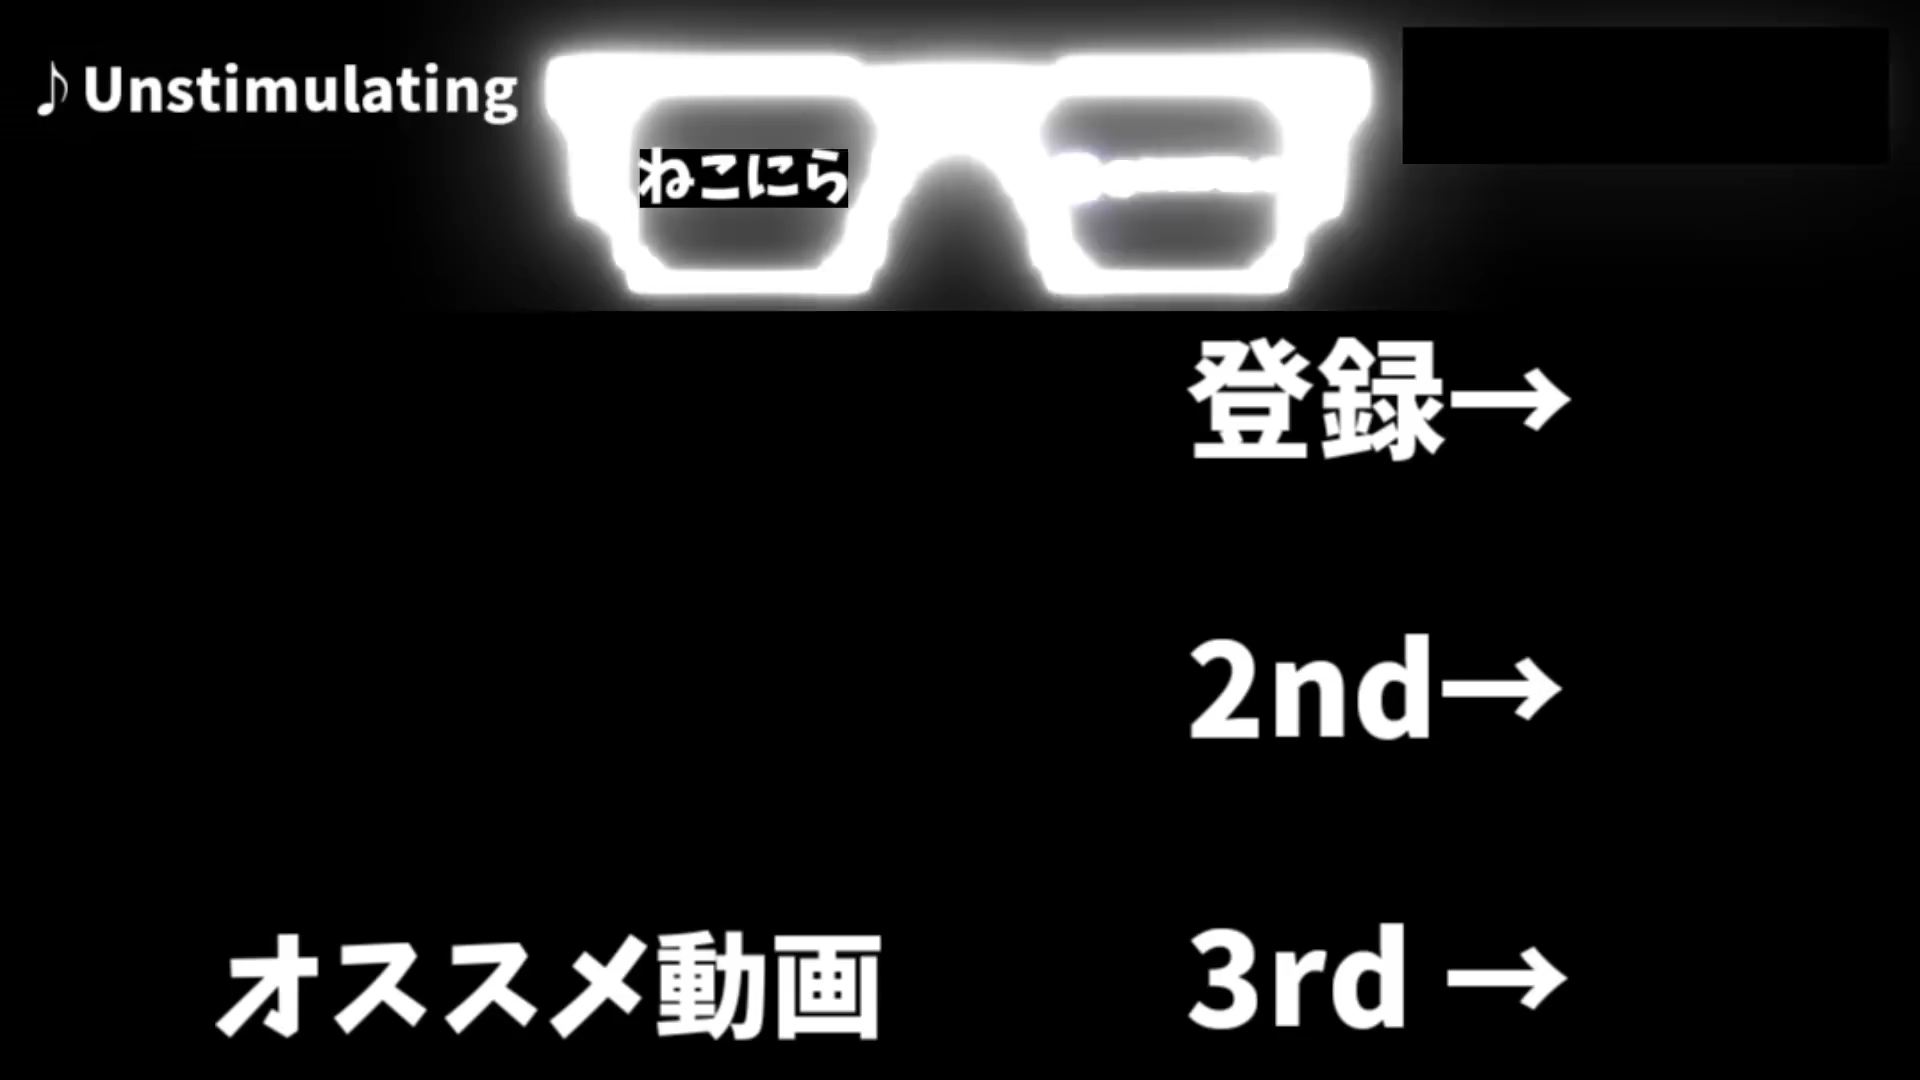 ♪Unstimulating
ねこにら
登録→
2nd→
オススメ動画
3rd →